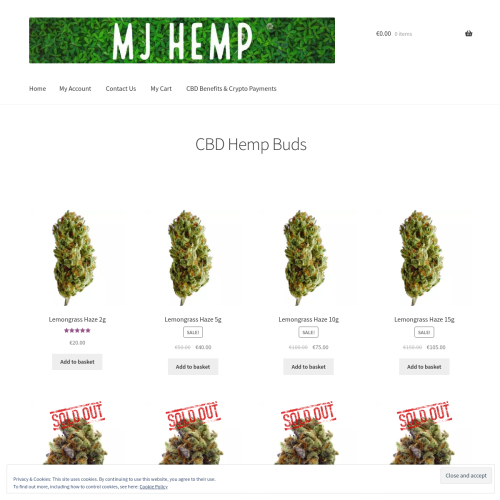 MJ HEMP
€0.00 0 items
Home My Account Contact Us My Cart CBD Benefits & Crypto Payments
CBD Hemp Buds
Lemongrass Haze 2g Lemongrass Haze 5g Lemongrass Haze 10g Lemongrass Haze 15g
SALE! SALE! SALE!
€20.00 €50.00 €40.00 €100.00 €75.00 €150.00 €105.00
Add to basket Add to basket Add to basket Add to basket
SOLD OUT SOLD OUT SOLD OUT SOLD OUT
Privacy & Cookies: This site uses cookies. By continuing to use this website, you agree to their use.
To find out more, including how to control cookies, see here: Cookie Policy
Close and accept